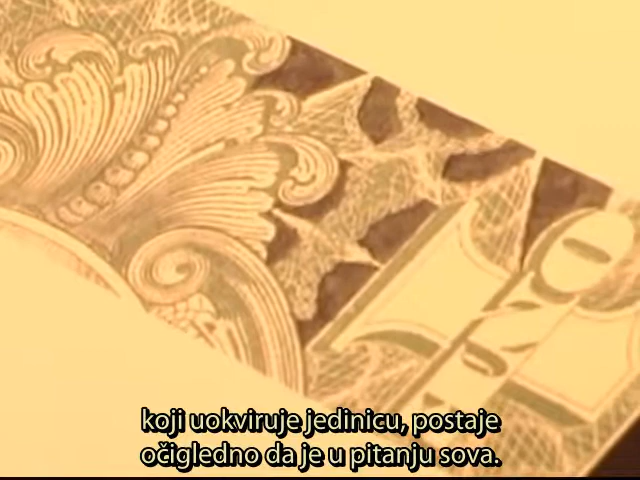 koji uokviruje jedinicu, postaje
očigledno da je u pitanju sova.